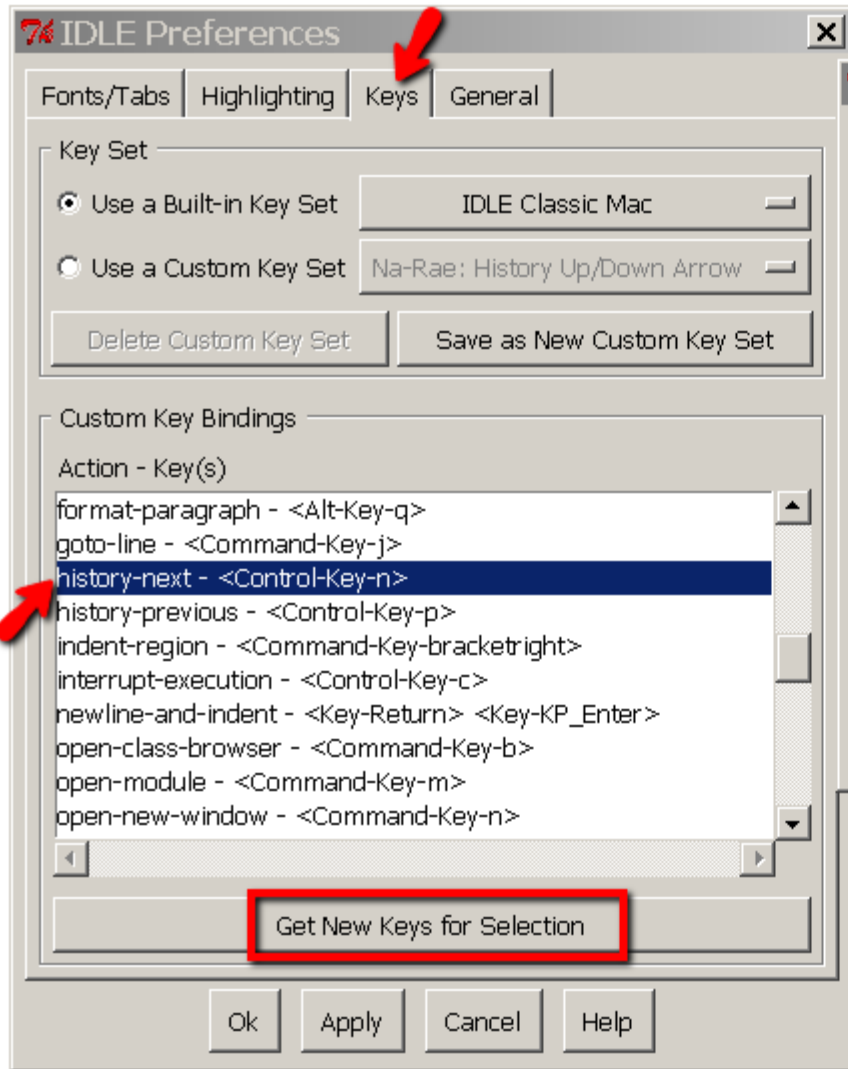 IDLE Preferences
Fonts/Tabs Highlighting Keys General
Key Set
Use a Built-in Key Set IDLE Classic Mac
Use a Custom Key Set Na-Rae: History Up/Down Arrow
Delete Custom Key Set Save as New Custom Key Set
Custom Key Bindings
Action - Key(s)
format-paragraph - <Alt-Key-q>
goto-line - <Command-Key-j>
history-next - <Control-Key-n>
history-previous - <Control-Key-p>
indent-region - <Command-Key-bracketright>
interrupt-execution - <Control-Key-c>
newline-and-indent - <Key-Return> <Key-KP_Enter>
open-class-browser - <Command-Key-b>
open-module - <Command-Key-m>
open-new-window - <Command-Key-n>
Get New Keys for Selection
Ok Apply Cancel Help